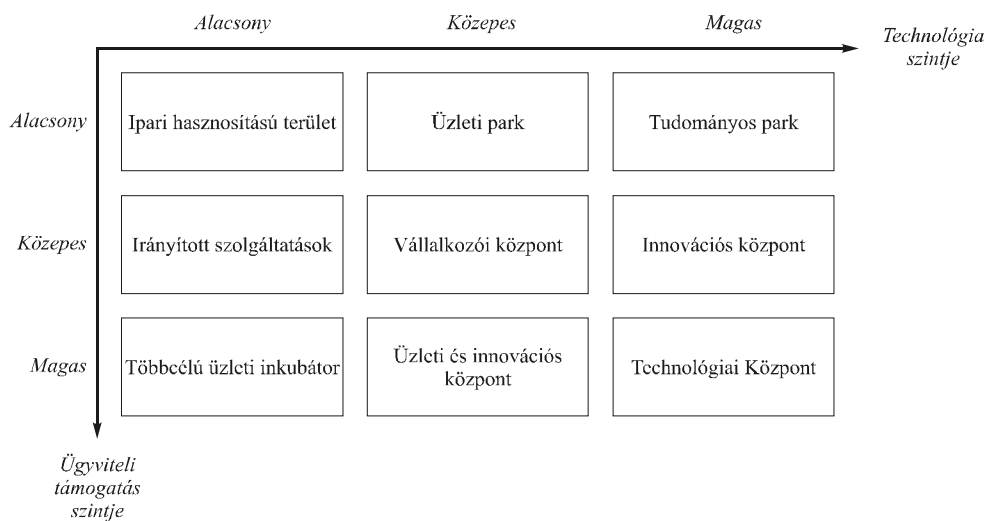 Alacsony
Közepes
Magas
Technológia
szintje
Alacsony
Ipari hasznosítású terület
Üzleti park
Tudományos park
Közepes
Irányított szolgáltatások
Vállalkozói központ
Innovációs központ
Magas
Többcélú üzleti inkubátor
Üzleti és innovációs
központ
Technológiai Központ
Ügyviteli
támogatás
szintje